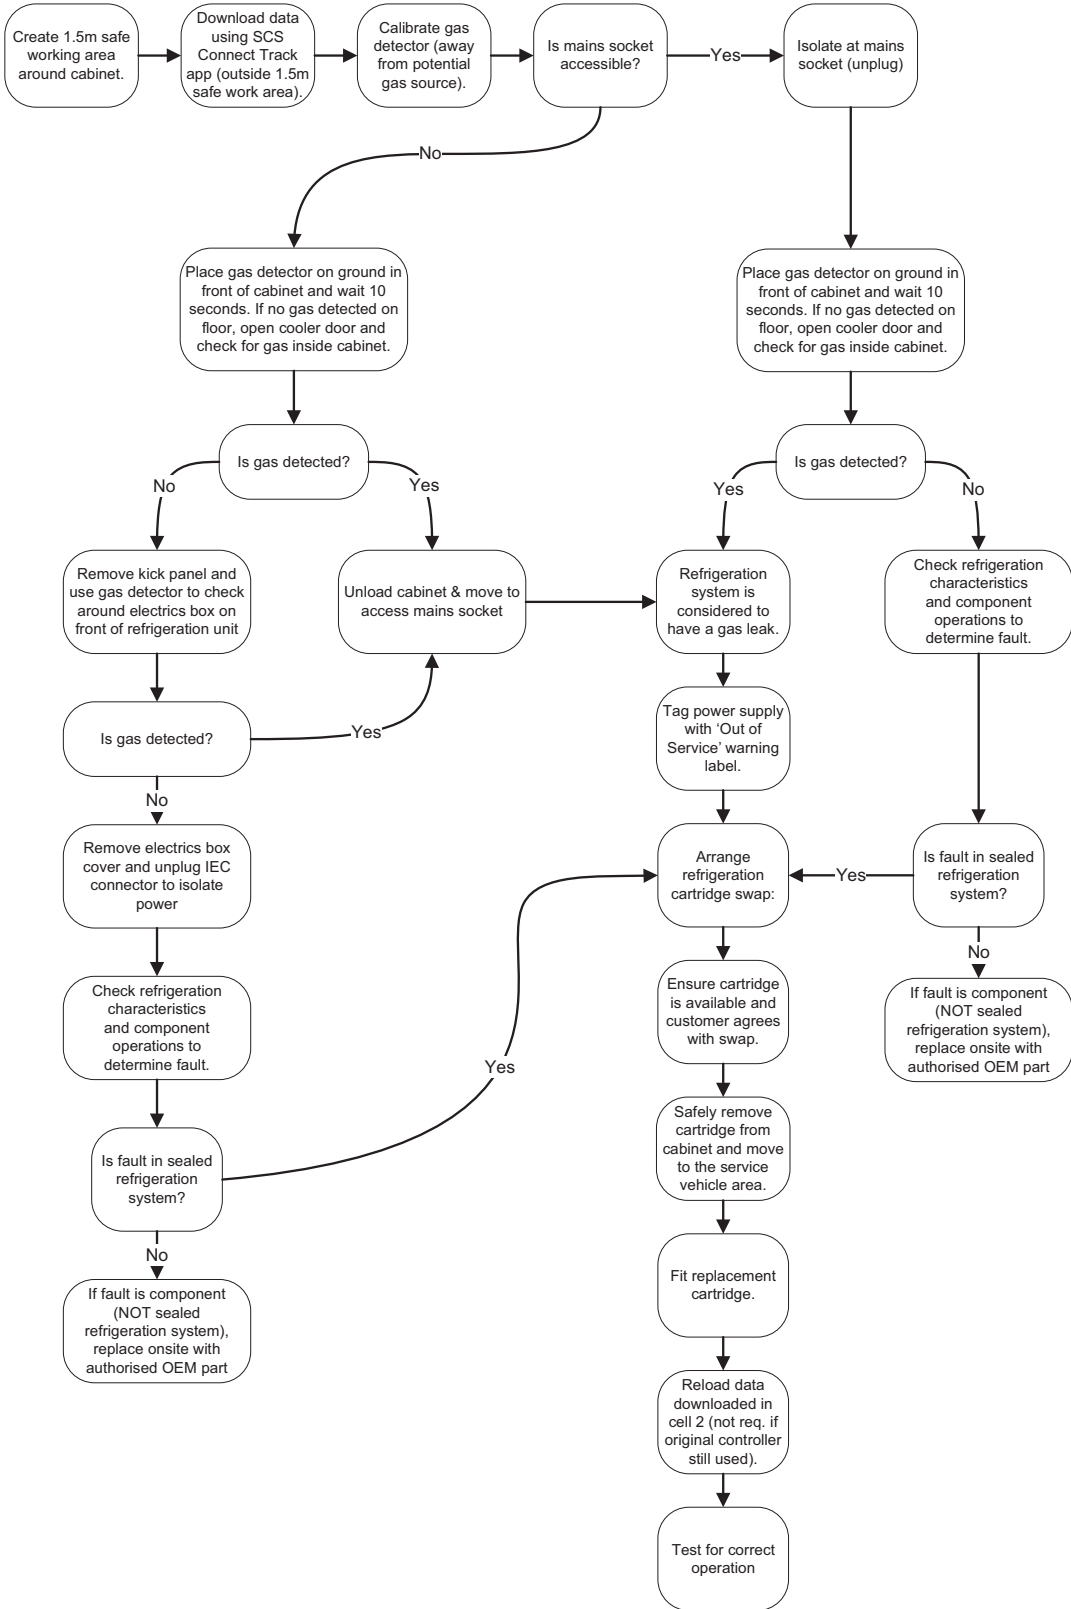 Create 1.5m safe
working area
around cabinet.
Download data
using SCS
Connect Track
app (outside 1.5m
safe work area).
Calibrate gas
detector (away
from potential
gas source).
Is mains socket
accessible?
Yes
Isolate at mains
socket (unplug)
No
Place gas detector on ground in
front of cabinet and wait 10
seconds. If no gas detected on
floor, open cooler door and
check for gas inside cabinet.
Place gas detector on ground in
front of cabinet and wait 10
seconds. If no gas detected on
floor, open cooler door and
check for gas inside cabinet.
Is gas detected?
Is gas detected?
No
Yes
Yes
No
Remove kick panel and
use gas detector to check
around electrics box on
front of refrigeration unit
Unload cabinet & move to
access mains socket
Refrigeration
system is
considered to
have a gas leak.
Check refrigeration
characteristics
and component
operations to
determine fault.
Is gas detected?
Yes
Tag power supply
with ‘Out of
Service’ warning
label.
No
Remove electrics box
cover and unplug IEC
connector to isolate
power
Arrange
refrigeration
cartridge swap:
Yes
Is fault in sealed
refrigeration
system?
No
Check refrigeration
characteristics
and component
operations to
determine fault.
Ensure cartridge
is available and
customer agrees
with swap.
If fault is component
(NOT sealed
refrigeration system),
replace onsite with
authorised OEM part
Yes
Is fault in sealed
refrigeration
system?
Safely remove
cartridge from
cabinet and move
to the service
vehicle area.
No
If fault is component
(NOT sealed
refrigeration system),
replace onsite with
authorised OEM part
Fit replacement
cartridge.
Reload data
downloaded in
cell 2 (not req. if
original controller
still used).
Test for correct
operation